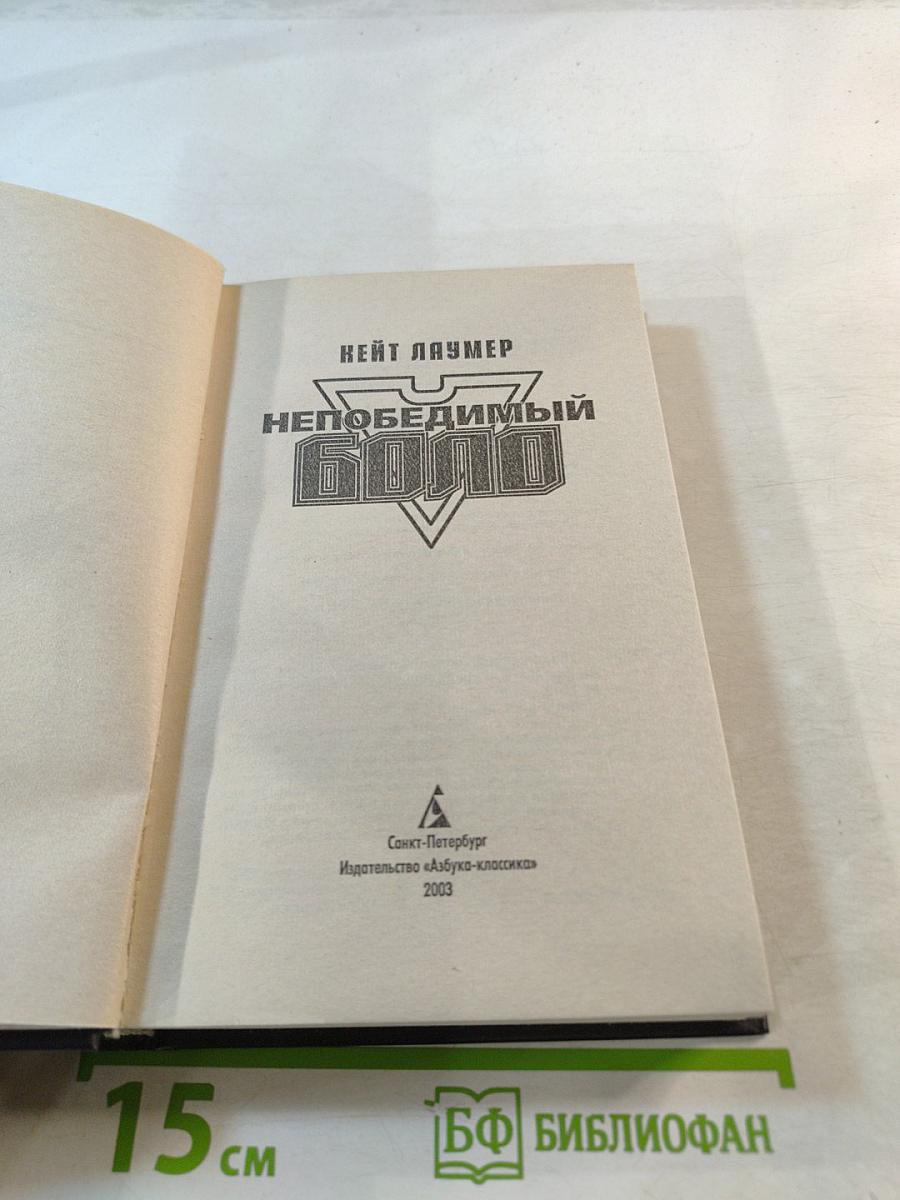 КЕЙТ ЛАУМЕР
НЕПОБЕДИМЫЙ
БОЛО
Санкт-Петербург
Издательство «Азбука-классика»
2003
15 см
БФ БИБЛИОФАН